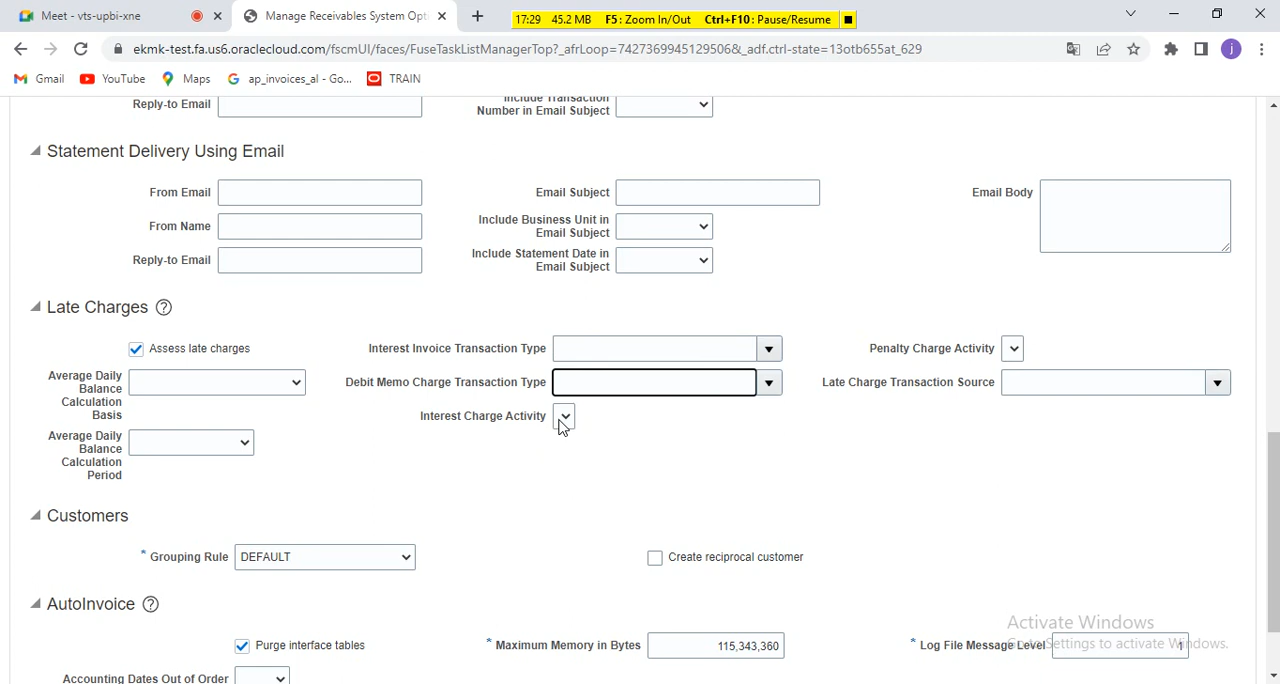 Meet - vts-upbi-xne
Manage Receivables System Opti
17:29 45.2 MB F5: Zoom In/Out Ctrl+F10: Pause/Resume
ekmk-test.fa.us6.oraclecloud.com/fscmUI/faces/FuseTaskListManagerTop?_afrLoop=7427369945129506&_adf.ctrl-state=13otb655at_629
j
Gmail YouTube Maps ap_invoices_al - Go... TRAIN
Reply-to Email
Include Transaction
Number in Email Subject
Statement Delivery Using Email
From Email
Email Subject
Email Body
From Name
Include Business Unit in
Email Subject
Reply-to Email
Include Statement Date in
Email Subject
Late Charges ?
Assess late charges
Interest Invoice Transaction Type
Penalty Charge Activity
Average Daily
Balance
Calculation
Basis
Debit Memo Charge Transaction Type
Late Charge Transaction Source
Interest Charge Activity
Average Daily
Balance
Calculation
Period
Customers
* Grouping Rule DEFAULT
Create reciprocal customer
AutoInvoice ?
Purge interface tables
* Maximum Memory in Bytes 115,343,360
* Log File Message Level 1
Accounting Dates Out of Order
Activate Windows
Go to Settings to activate Windows.